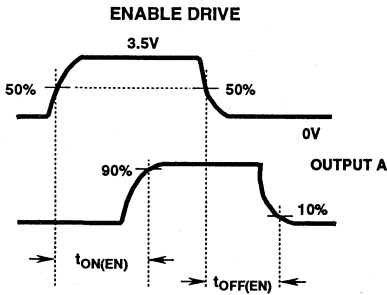 ENABLE DRIVE
3.5V
50%
50%
0V
OUTPUT A
90%
10%
tON(EN)
tOFF(EN)